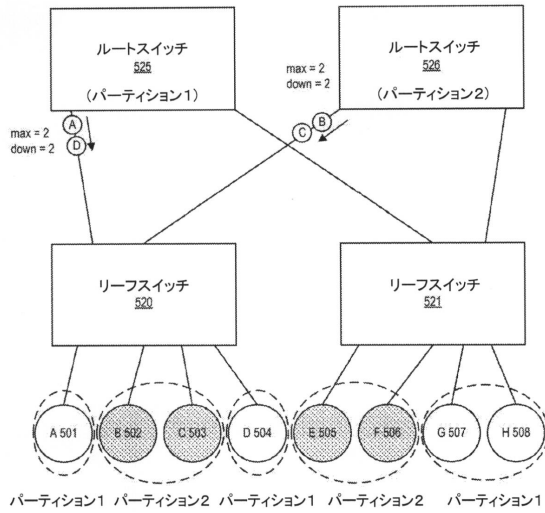 ルートスイッチ
525
(パーティション1)
ルートスイッチ
526
(パーティション2)
max = 2
down = 2
max = 2
down = 2
A
D
B
C
リーフスイッチ
520
リーフスイッチ
521
A 501
B 502
C 503
D 504
E 505
F 506
G 507
H 508
パーティション1 パーティション2 パーティション1 パーティション2 パーティション1